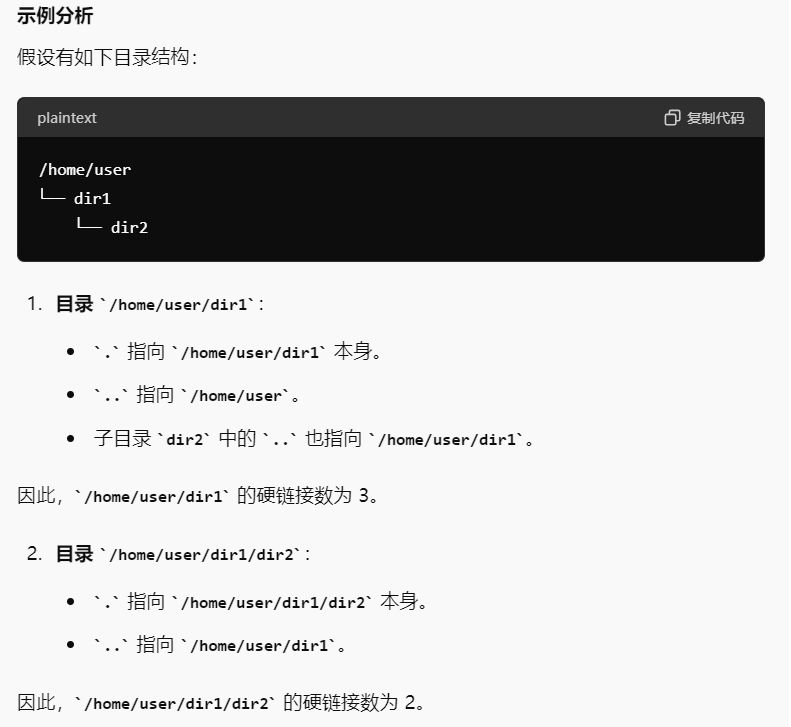 示例分析
假设有如下目录结构：
plaintext
复制代码
/home/user
└── dir1
    └── dir2
1. 目录 `/home/user/dir1`：
• `.` 指向 `/home/user/dir1` 本身。
• `..` 指向 `/home/user`。
• 子目录 `dir2` 中的 `..` 也指向 `/home/user/dir1`。
因此，`/home/user/dir1` 的硬链接数为 3。
2. 目录 `/home/user/dir1/dir2`：
• `.` 指向 `/home/user/dir1/dir2` 本身。
• `..` 指向 `/home/user/dir1`。
因此，`/home/user/dir1/dir2` 的硬链接数为 2。